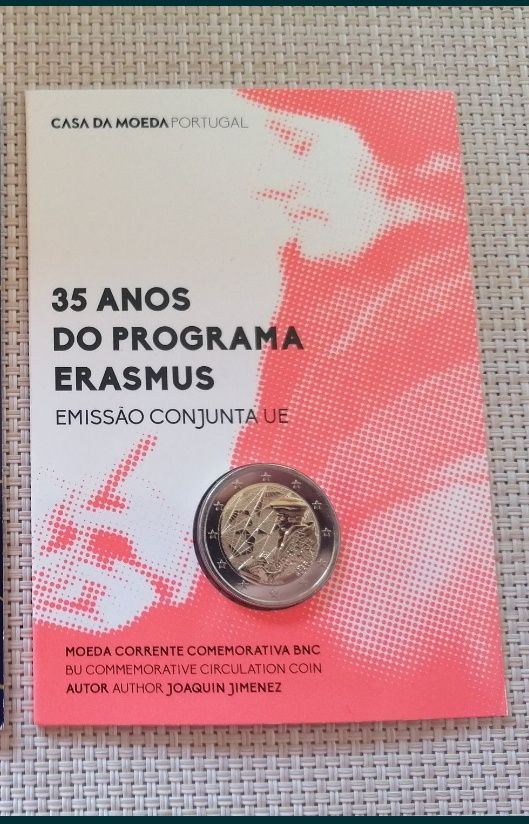 CASA DA MOEDA PORTUGAL
35 ANOS
DO PROGRAMA
ERASMUS
EMISSÃO CONJUNTA UE
MOEDA CORRENTE COMEMORATIVA BNC
BU COMMEMORATIVE CIRCULATION COIN
AUTOR AUTHOR JOAQUIN JIMENEZ